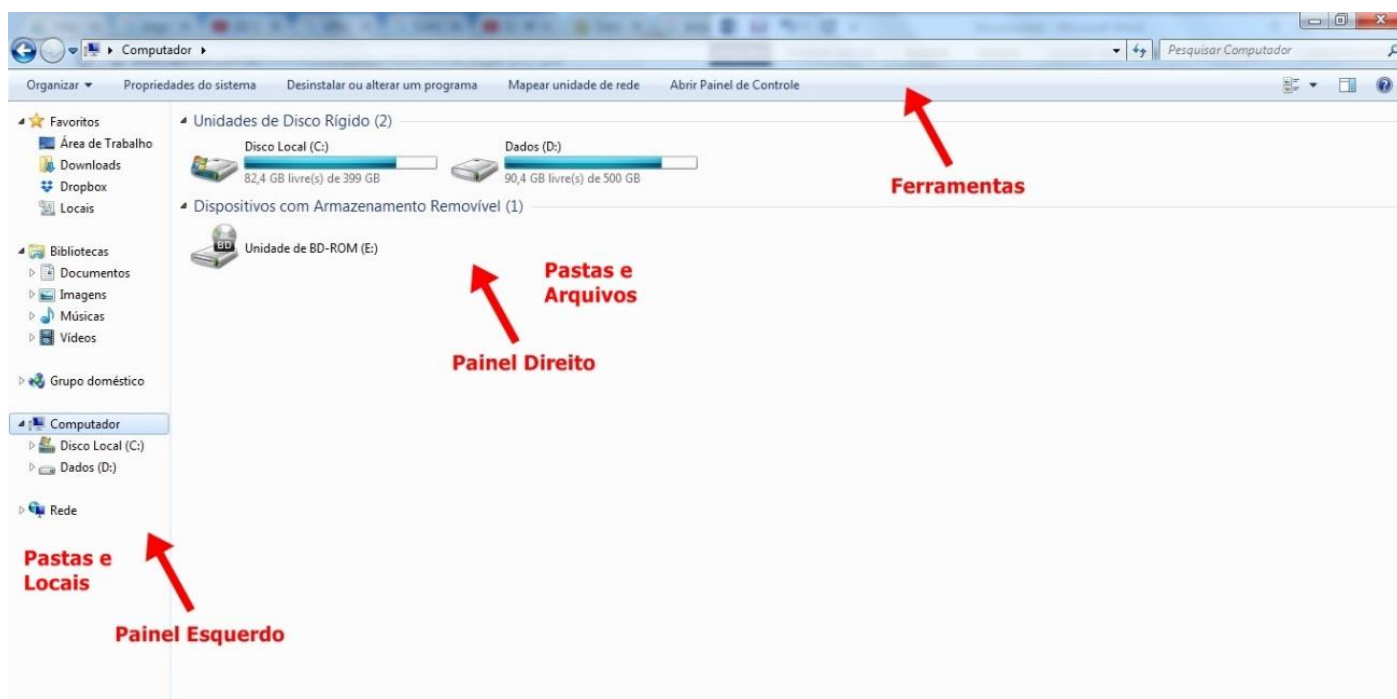 Computador
Pesquisar Computador
Organizar Propriedades do sistema Desinstalar ou alterar um programa Mapear unidade de rede Abrir Painel de Controle
Favoritos
Área de Trabalho
Downloads
Dropbox
Locais
Bibliotecas
Documentos
Imagens
Músicas
Vídeos
Grupo doméstico
Computador
Disco Local (C:)
Dados (D:)
Rede
Pastas e
Locais
Painel Esquerdo
Unidades de Disco Rígido (2)
Disco Local (C:)
82,4 GB livre(s) de 399 GB
Dados (D:)
90,4 GB livre(s) de 500 GB
Dispositivos com Armazenamento Removível (1)
BD
Unidade de BD-ROM (E:)
Pastas e
Arquivos
Painel Direito
Ferramentas